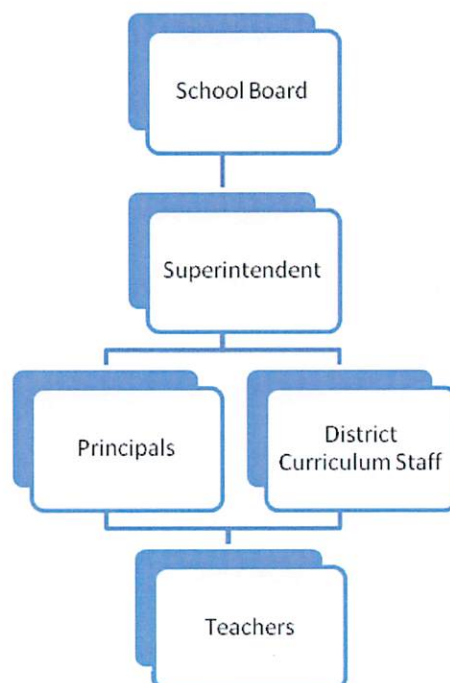 School Board
Superintendent
Principals
District
Curriculum Staff
Teachers